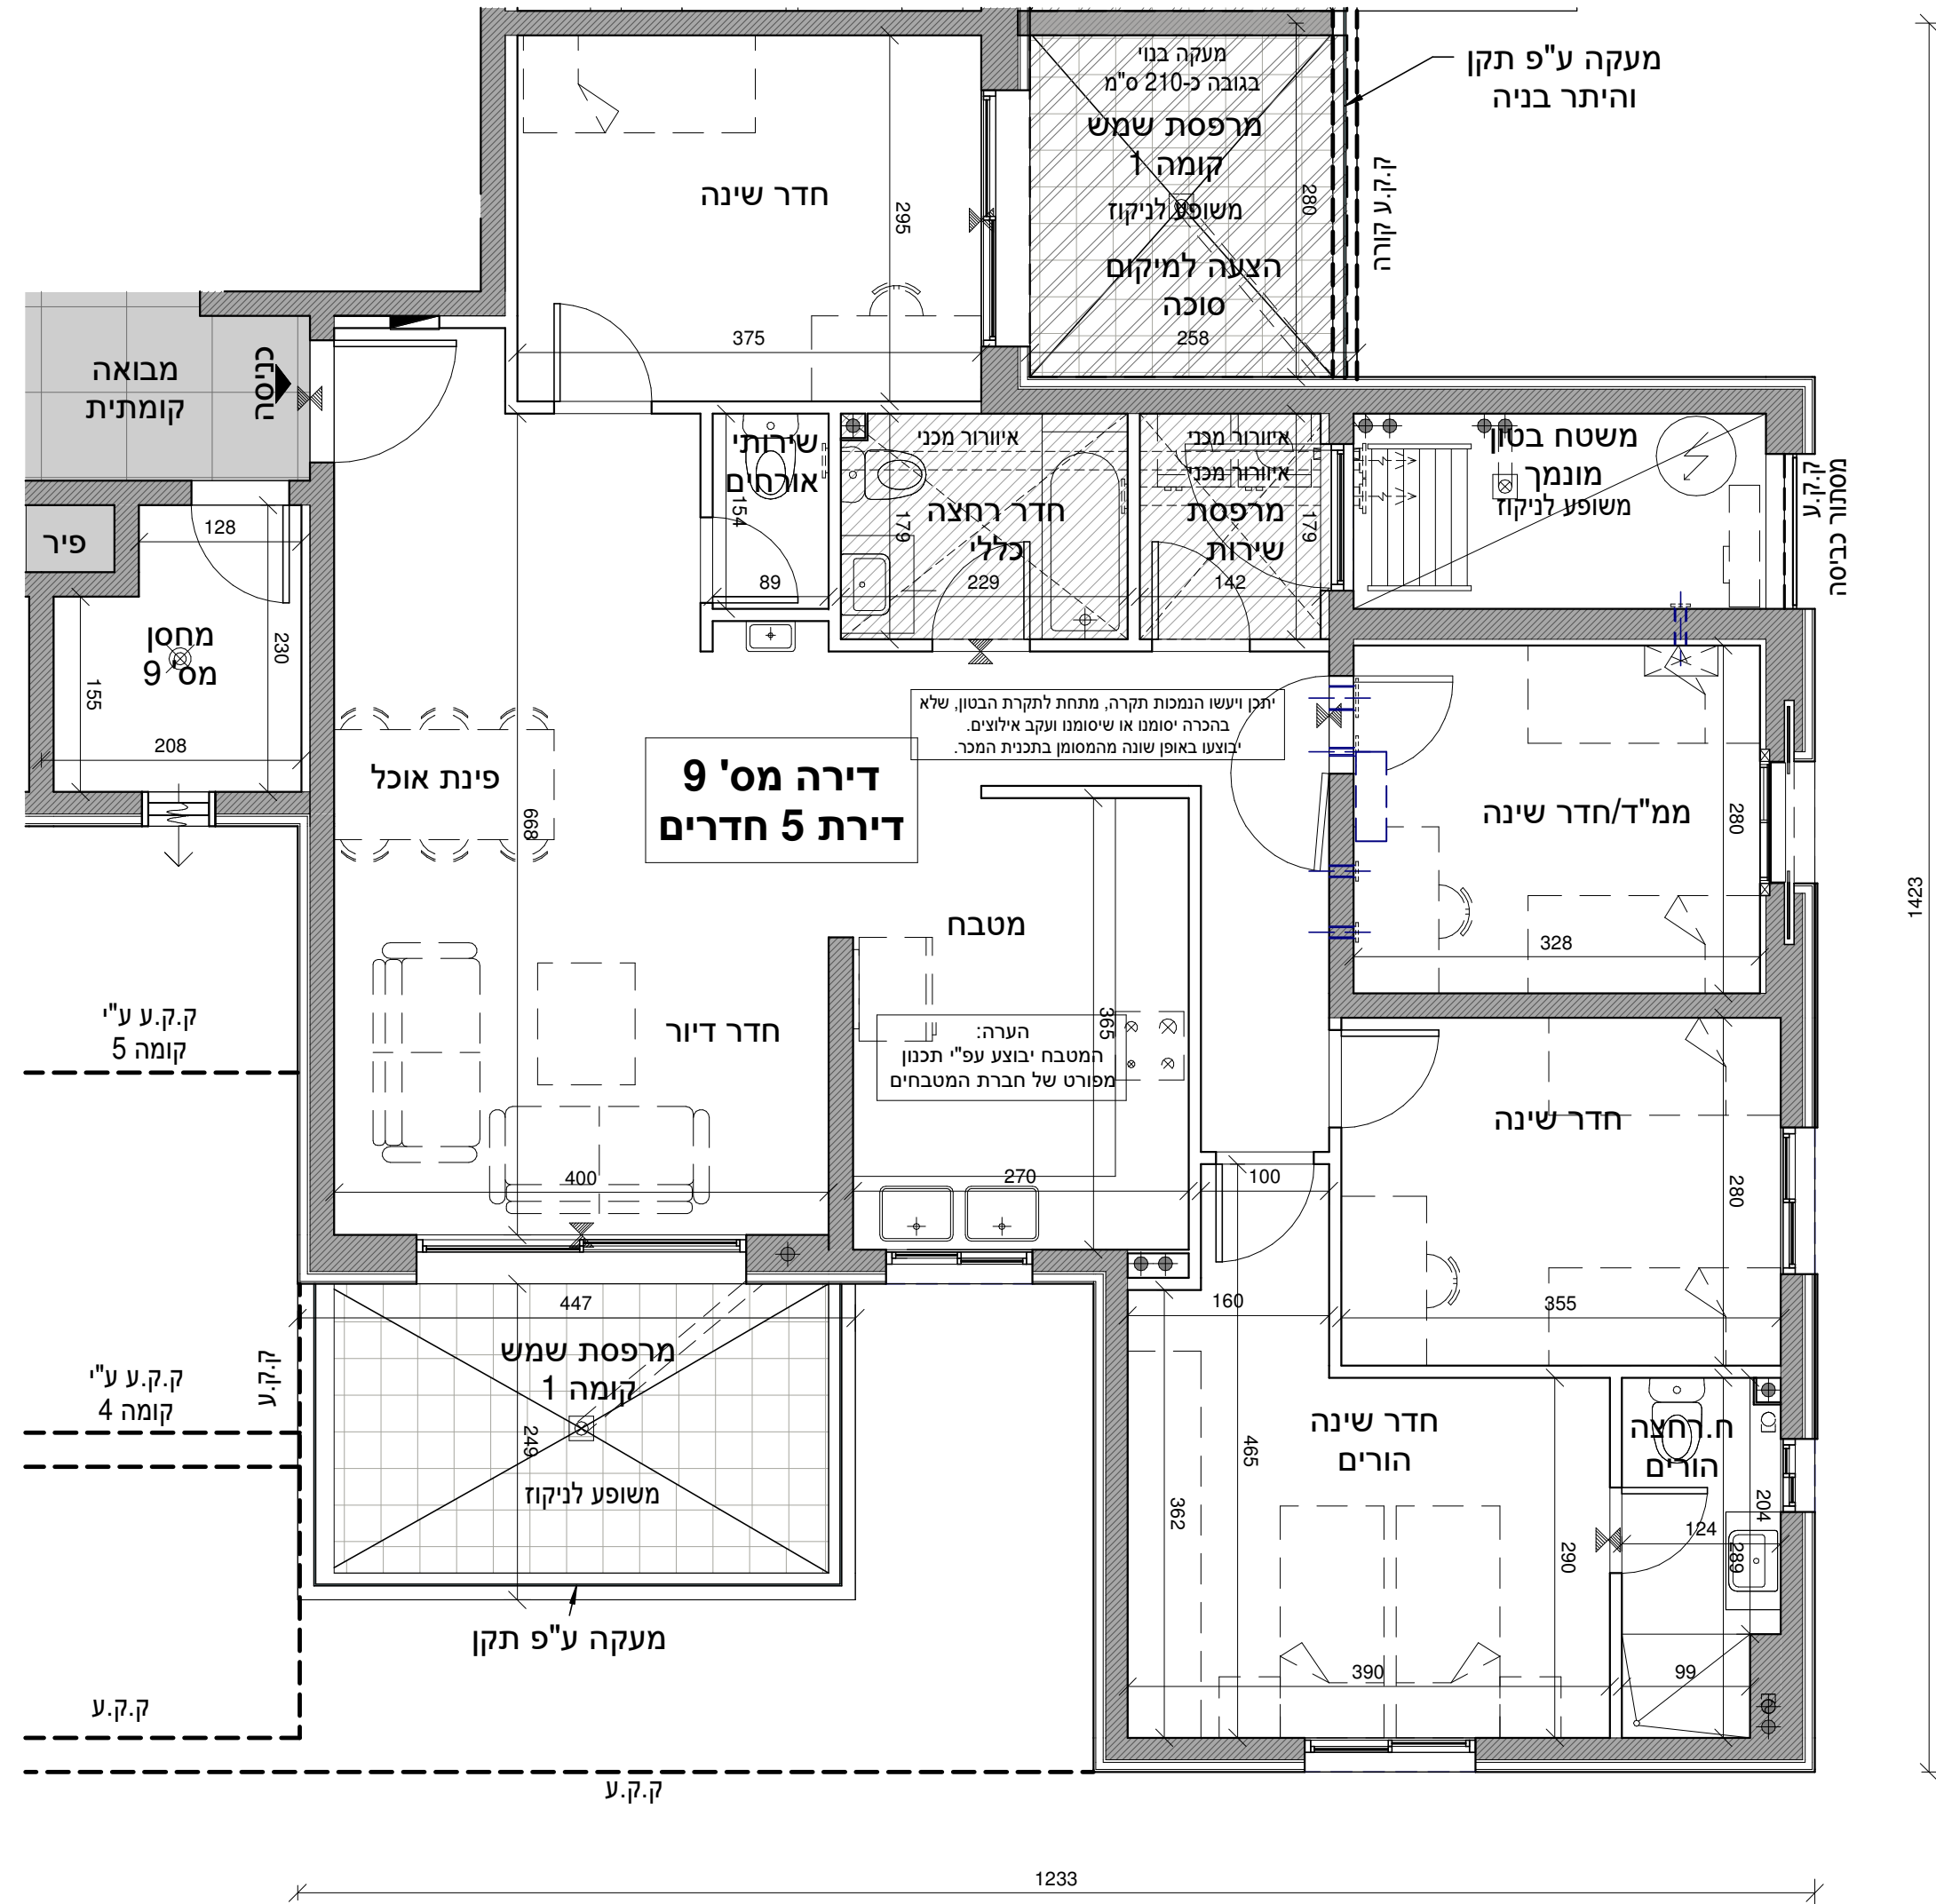 מעקה בנוי
בגובה כ-210 ס"מ
מרפסת שמש
קומה 1
משופע לניקוז
הצעה למיקום
סוכה
258
280
מעקה ע"פ תקן
והיתר בניה
ק.ק.ע קורה
חדר שינה
295
375
מבואה
קומתית
כניסה
פיר
128
מחסן
מס' 9
230
155
208
שירותי
אורחים
154
89
איוורור מכני
חדר רחצה
כללי
179
229
איוורור מכני
איוורור מכני
מרפסת
שירות
179
142
משטח בטון
מונמך
משופע לניקוז
ק.ק.ע
מסתור כביסה
יתכן ויעשו הנמכות תקרה, מתחת לתקרת הבטון, שלא
בהכרה יסומנו או שיסומנו ועקב אילוצים.
יבוצעו באופן שונה מהמסומן בתכנית המכר.
דירה מס' 9
דירת 5 חדרים
פינת אוכל
668
ממ"ד/חדר שינה
280
328
מטבח
365
הערה:
המטבח יבוצע עפ"י תכנון
מפורט של חברת המטבחים
270
100
חדר דיור
400
ק.ק.ע ע"י
קומה 5
חדר שינה
280
355
447
מרפסת שמש
קומה 1
משופע לניקוז
249
מעקה ע"פ תקן
ק.ק.ע
ק.ק.ע ע"י
קומה 4
ק.ק.ע
ק.ק.ע
160
חדר שינה
הורים
465
362
290
390
ח.רחצה
הורים
204
124
289
99
1423
1233